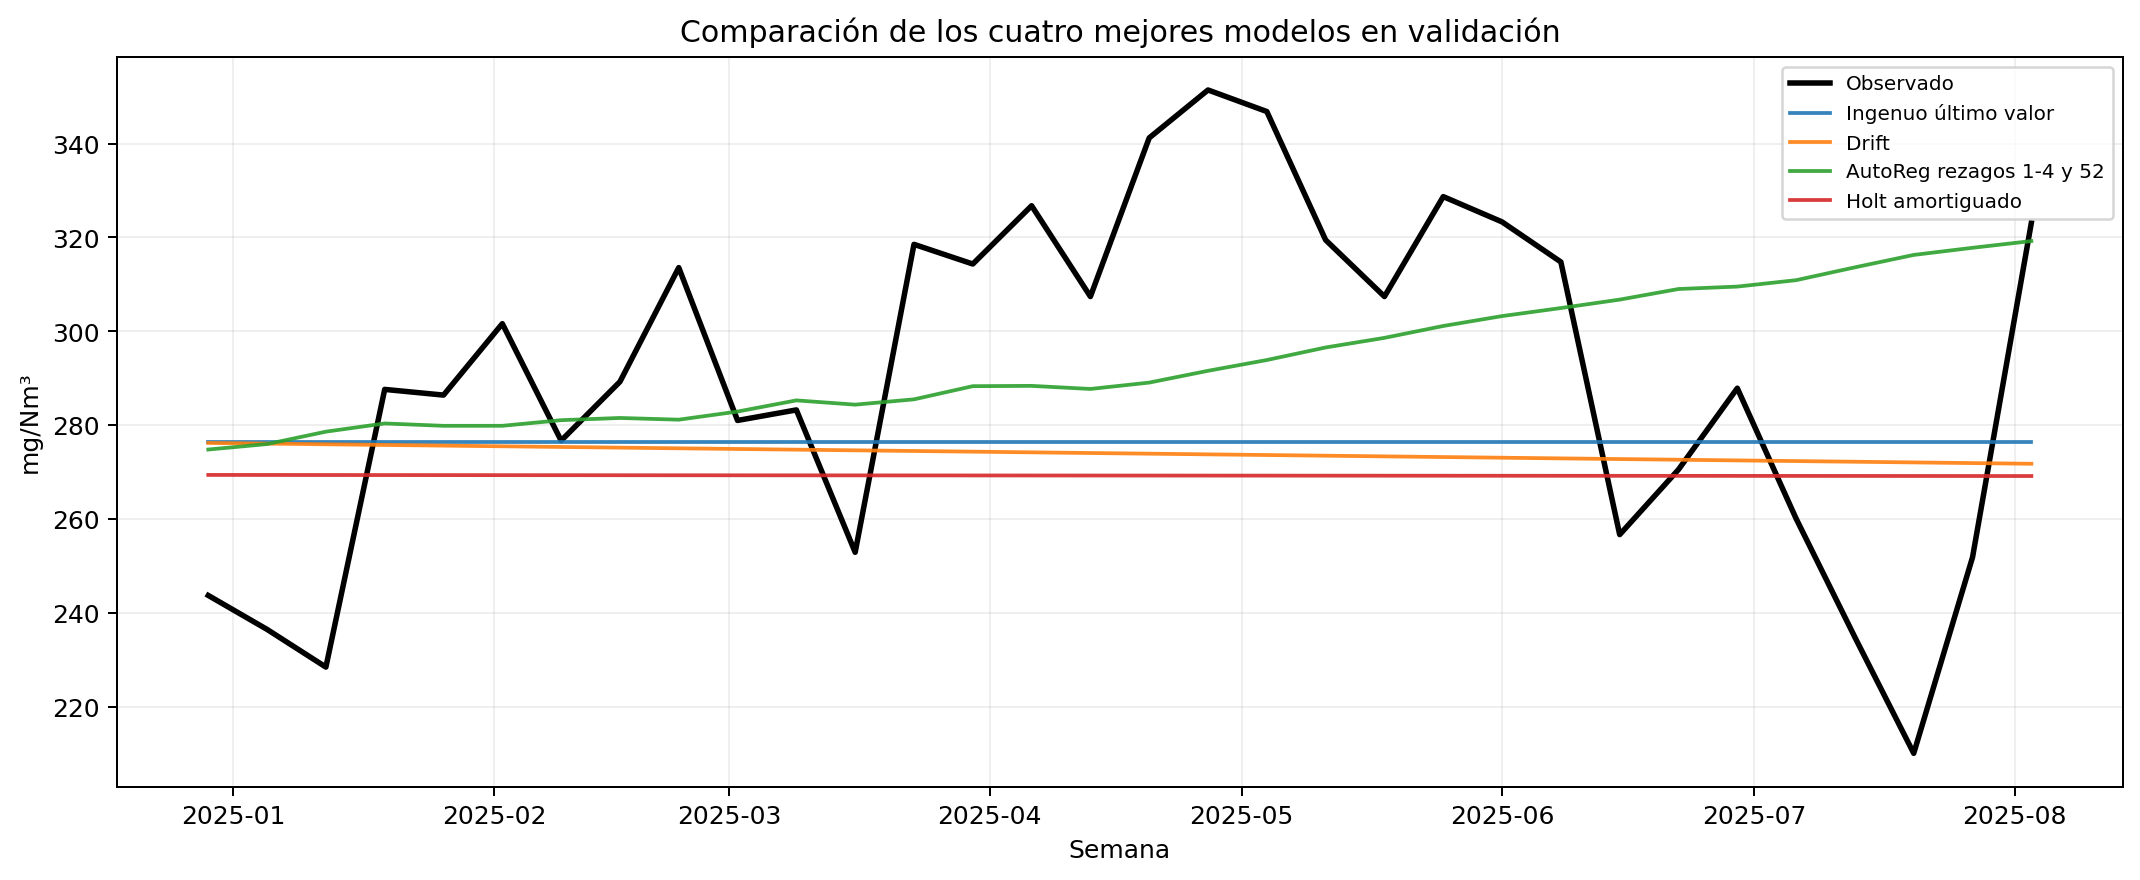 Comparación de los cuatro mejores modelos en validación
Observado
Ingenuo último valor
Drift
AutoReg rezagos 1-4 y 52
Holt amortiguado
mg/Nm³
340
320
300
280
260
240
220
2025-01
2025-02
2025-03
2025-04
2025-05
2025-06
2025-07
2025-08
Semana